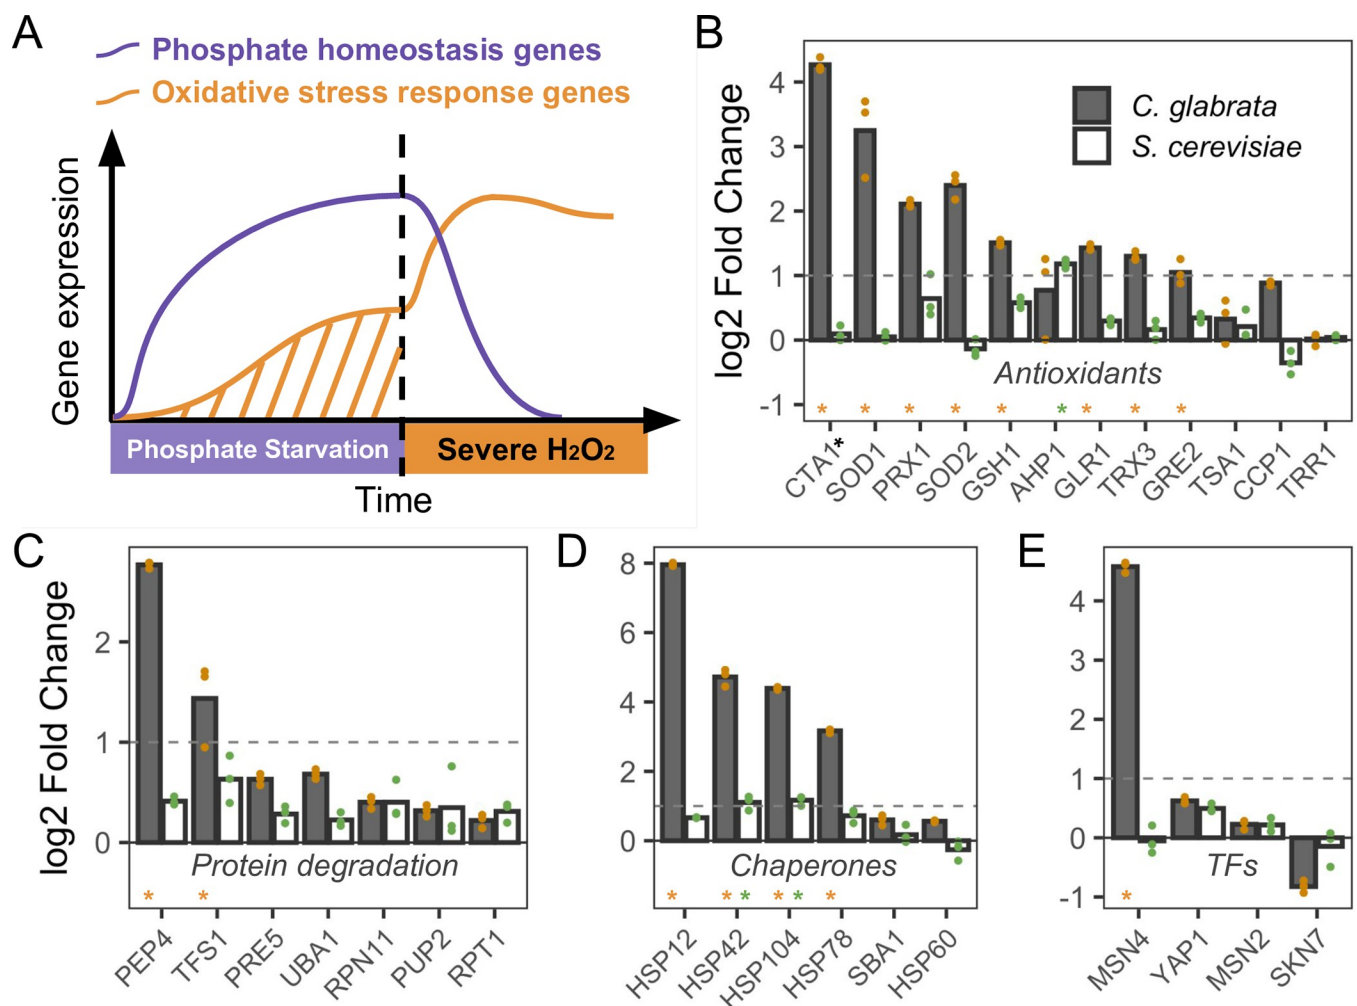 A
Phosphate homeostasis genes
Oxidative stress response genes
Gene expression
Phosphate Starvation
Severe H2O2
Time
B
log2 Fold Change
4
3
2
1
0
-1
C. glabrata
S. cerevisiae
Antioxidants
* * * * * * * * *
CTA1* SOD1 PRX1 SOD2 GSH1 AHP1 GLR1 TRX3 GRE2 TSA1 CCP1 TRR1
C
log2 Fold Change
2
1
0
Protein degradation
* *
PEP4 TFS1 PRE5 UBA1 RPN11 PUP2 RPT1
D
8
6
4
2
0
Chaperones
* * * * * *
HSP12 HSP42 HSP104 HSP78 SBA1 HSP60
E
4
3
2
1
0
-1
TFs
*
MSN4 YAP1 MSN2 SKN7